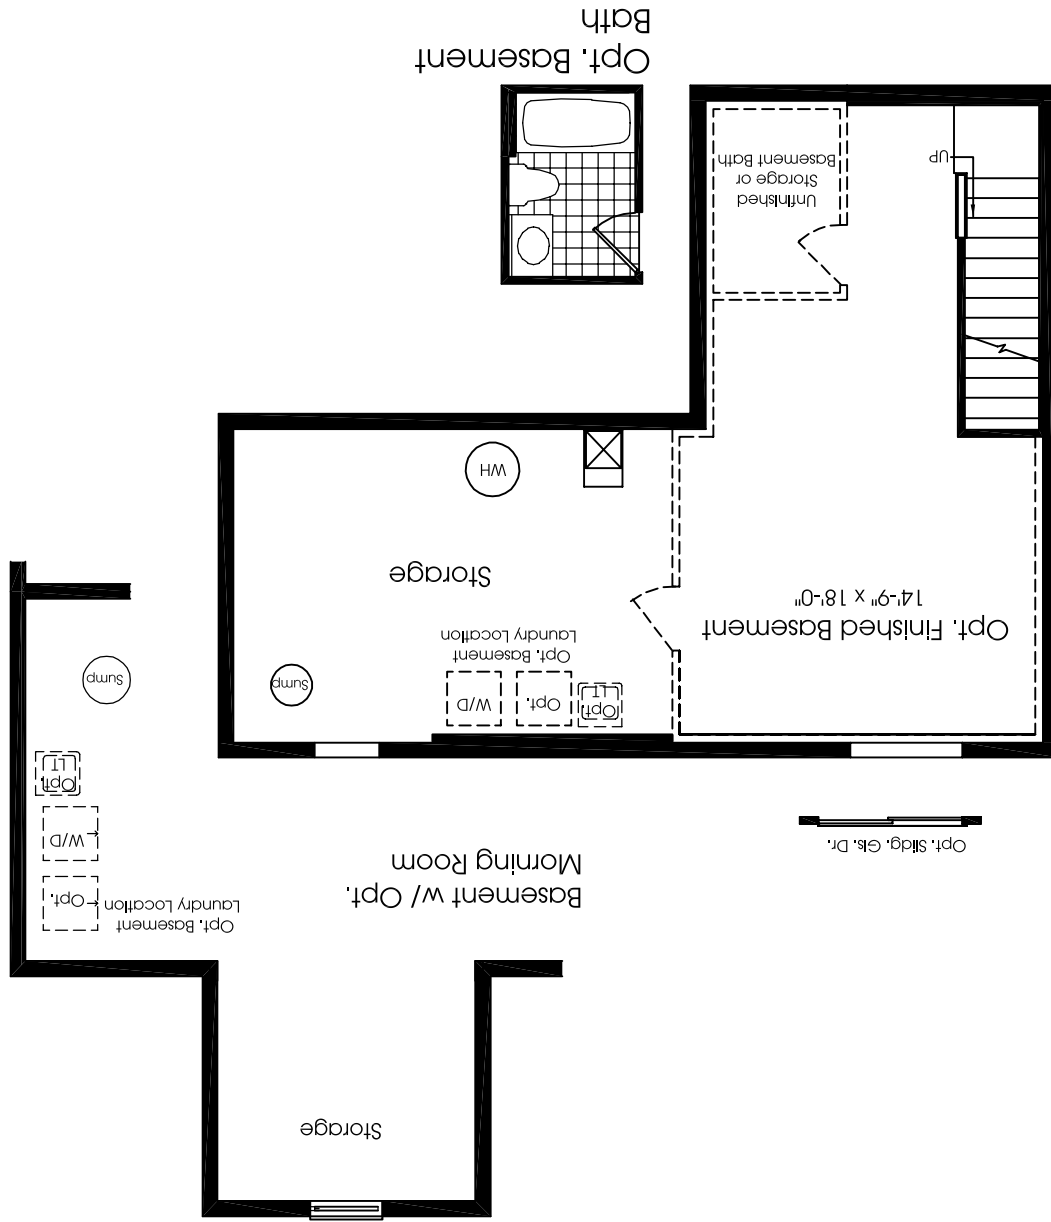 Storage
Opt. Basement
Laundry Location
Opt.
W/D
Opt.
LT
Sump
Basement w/ Opt.
Morning Room
Opt. Slidg. Gls. Dr.
Opt. Finished Basement
14'-9" x 18'-0"
Opt.
LT
Opt.
W/D
Opt. Basement
Laundry Location
Sump
Storage
WH
UP
Unfinished
Storage or
Basement Bath
Opt. Basement
Bath